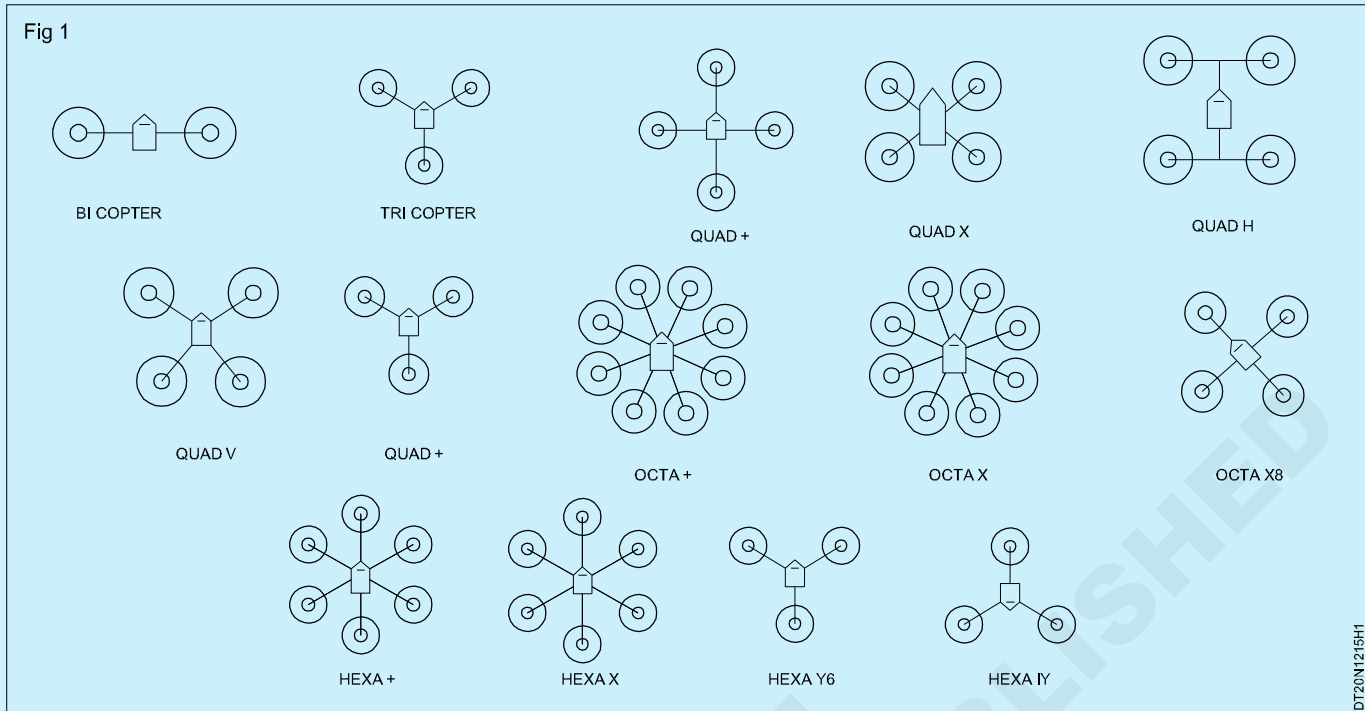 Fig 1
BI COPTER
TRI COPTER
QUAD +
QUAD X
QUAD H
QUAD V
QUAD +
OCTA +
OCTA X
OCTA X8
HEXA +
HEXA X
HEXA Y6
HEXA IY
DT20N1215H1